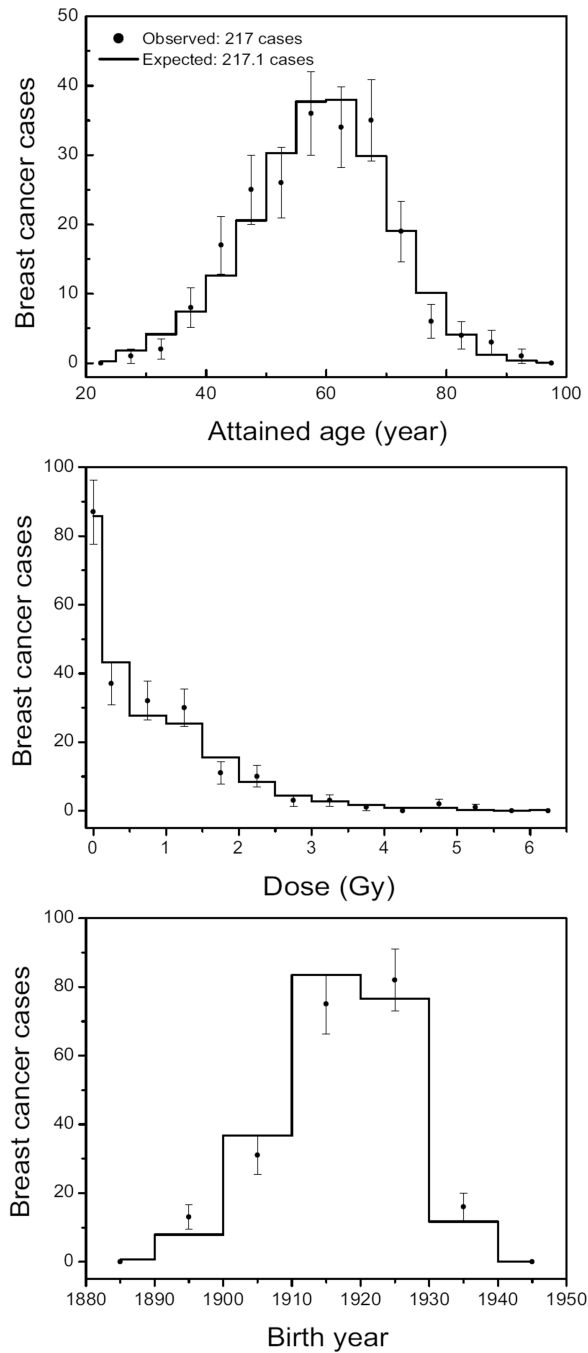 50
40
30
20
10
0
Breast cancer cases
Observed: 217 cases
Expected: 217.1 cases
20 40 60 80 100
Attained age (year)
100
80
60
40
20
0
Breast cancer cases
0 1 2 3 4 5 6
Dose (Gy)
100
80
60
40
20
0
Breast cancer cases
1880 1890 1900 1910 1920 1930 1940 1950
Birth year